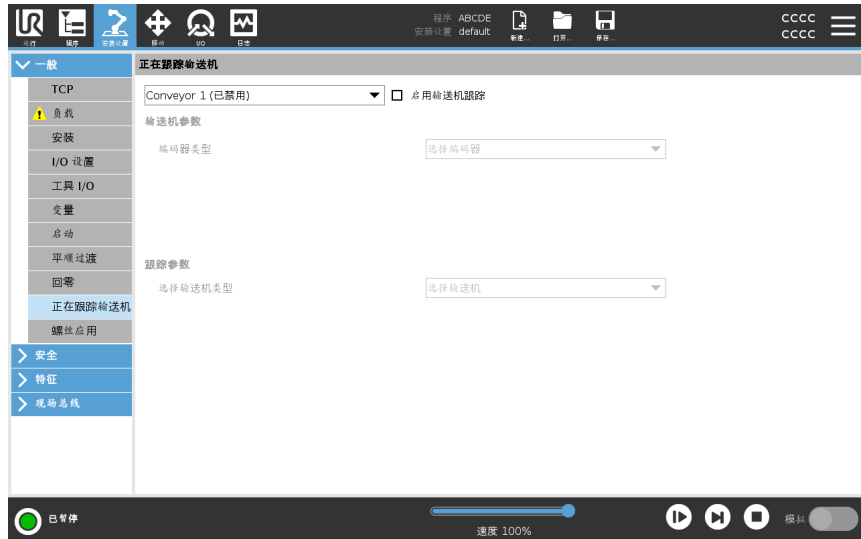 UR
运行
程序
安装设置
移动
I/O
日志
程序 ABCDE
安装设置 default
新建...
打开...
保存...
CCCC
CCCC
一般
TCP
负载
安装
I/O 设置
工具 I/O
变量
启动
平顺过渡
回零
正在跟踪输送机
螺丝应用
安全
特征
现场总线
正在跟踪输送机
Conveyor 1 (已禁用)
启用输送机跟踪
输送机参数
编码器类型
选择编码器
跟踪参数
选择输送机类型
选择输送机
已暂停
速度 100%
模拟